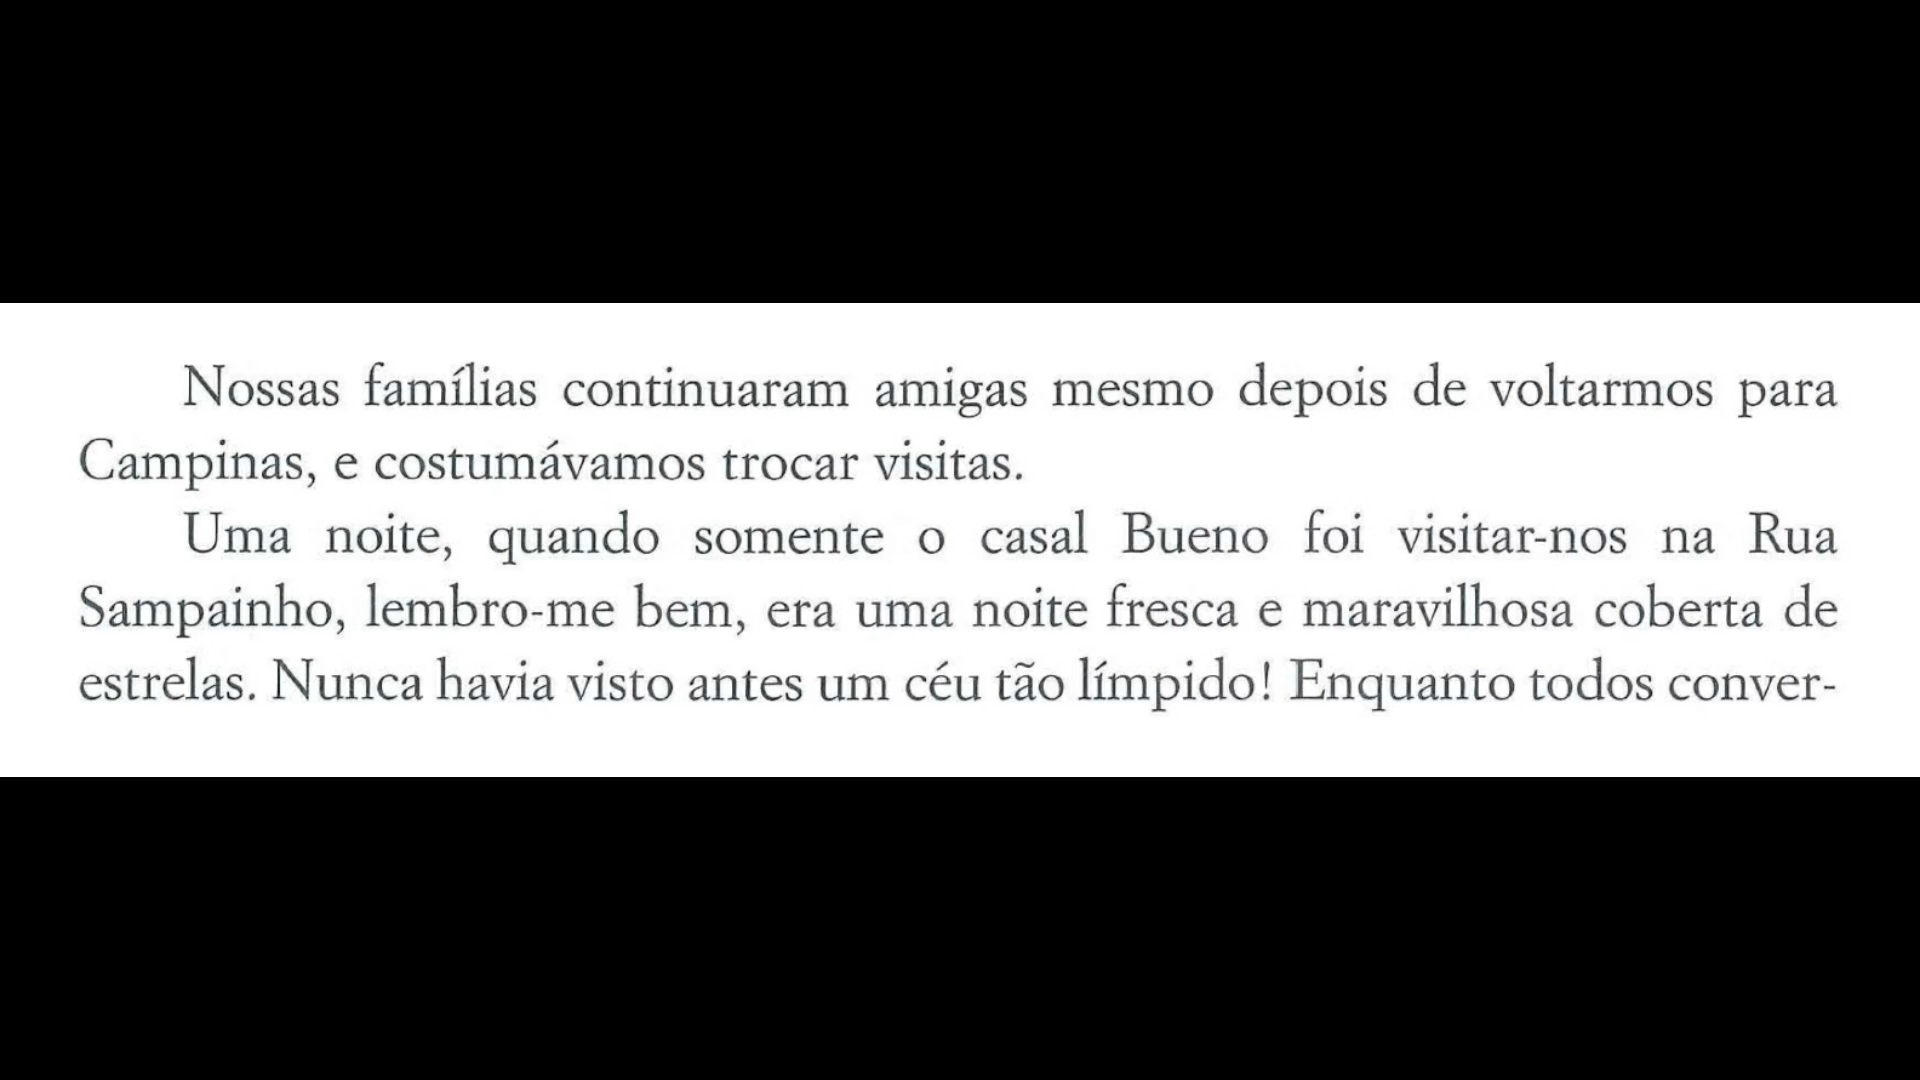 Nossas famílias continuaram amigas mesmo depois de voltarmos para
Campinas, e costumávamos trocar visitas.
Uma noite, quando somente o casal Bueno foi visitar-nos na Rua
Sampainho, lembro-me bem, era uma noite fresca e maravilhosa coberta de
estrelas. Nunca havia visto antes um céu tão límpido! Enquanto todos conver-